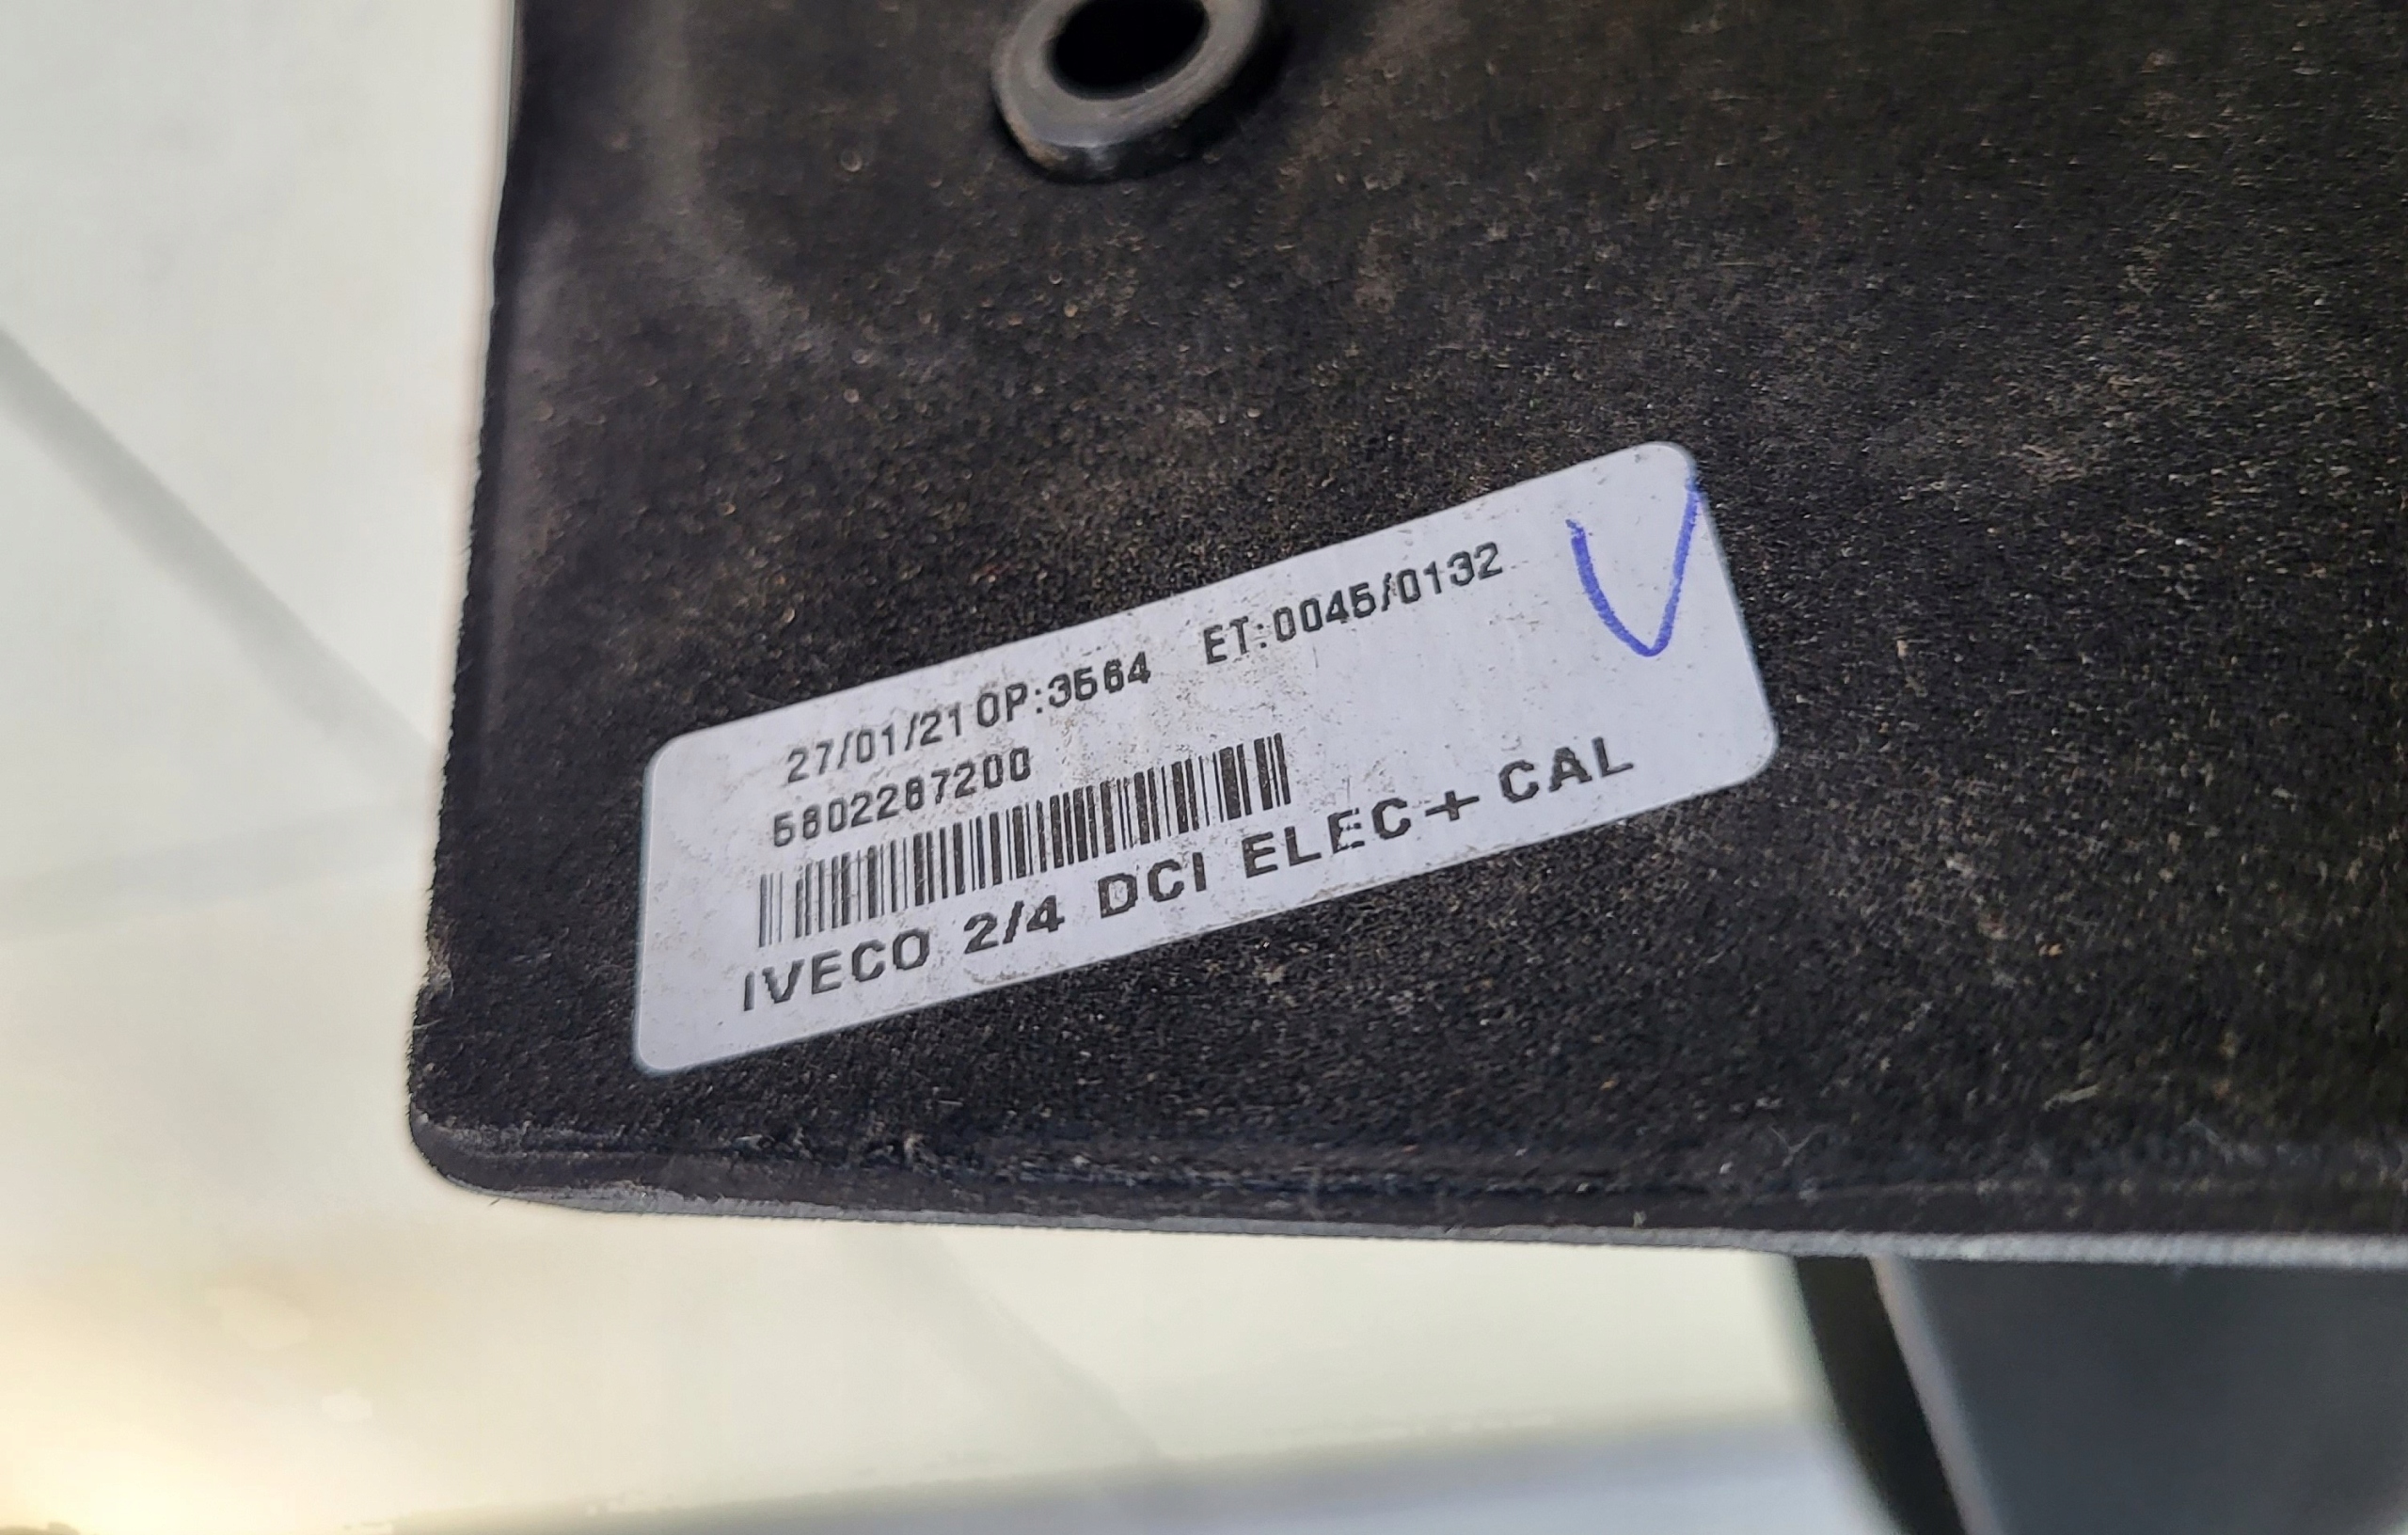 27/01/21 OP:3564 ET:0045/0132
5802287200
IVECO 2/4 DCI ELEC+ CAL